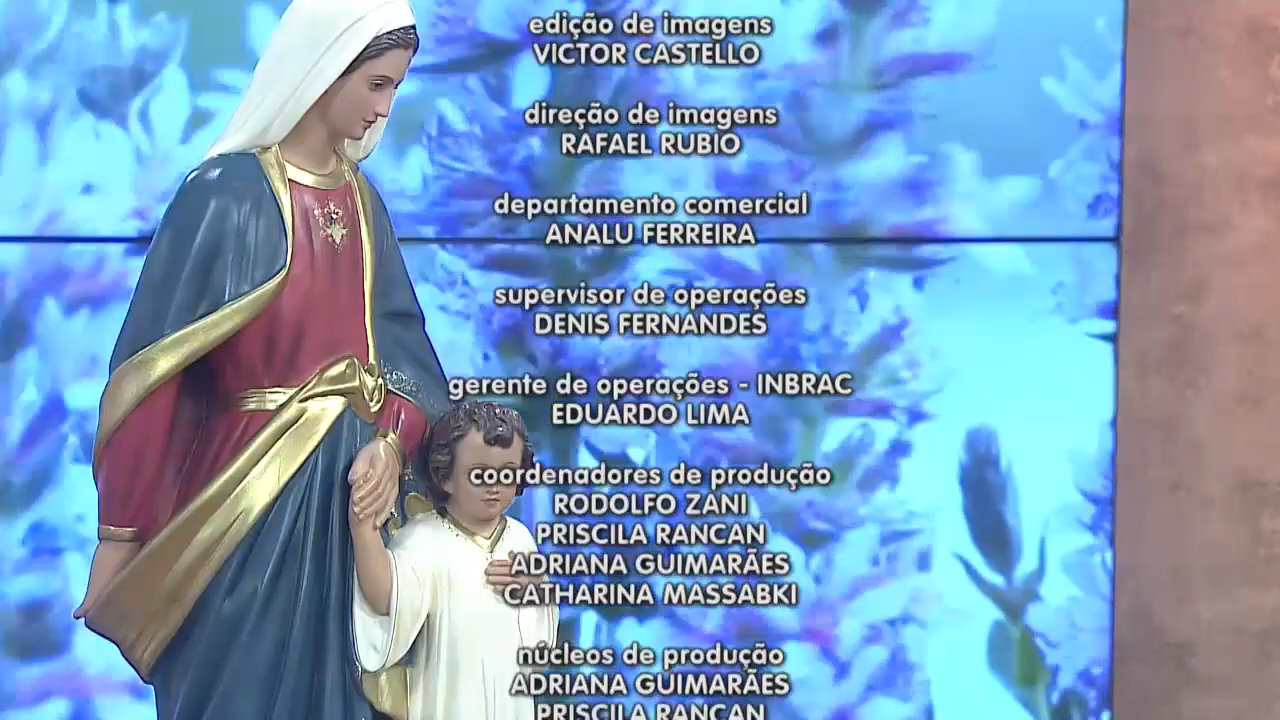 edição de imagens
VICTOR CASTELLO
direção de imagens
RAFAEL RUBIO
departamento comercial
ANALU FERREIRA
supervisor de operações
DENIS FERNANDES
gerente de operações - INBRAC
EDUARDO LIMA
coordenadores de produção
RODOLFO ZANI
PRISCILA RANCAN
ADRIANA GUIMARÃES
CATHARINA MASSABKI
núcleos de produção
ADRIANA GUIMARÃES
PRISCILA RANCAN